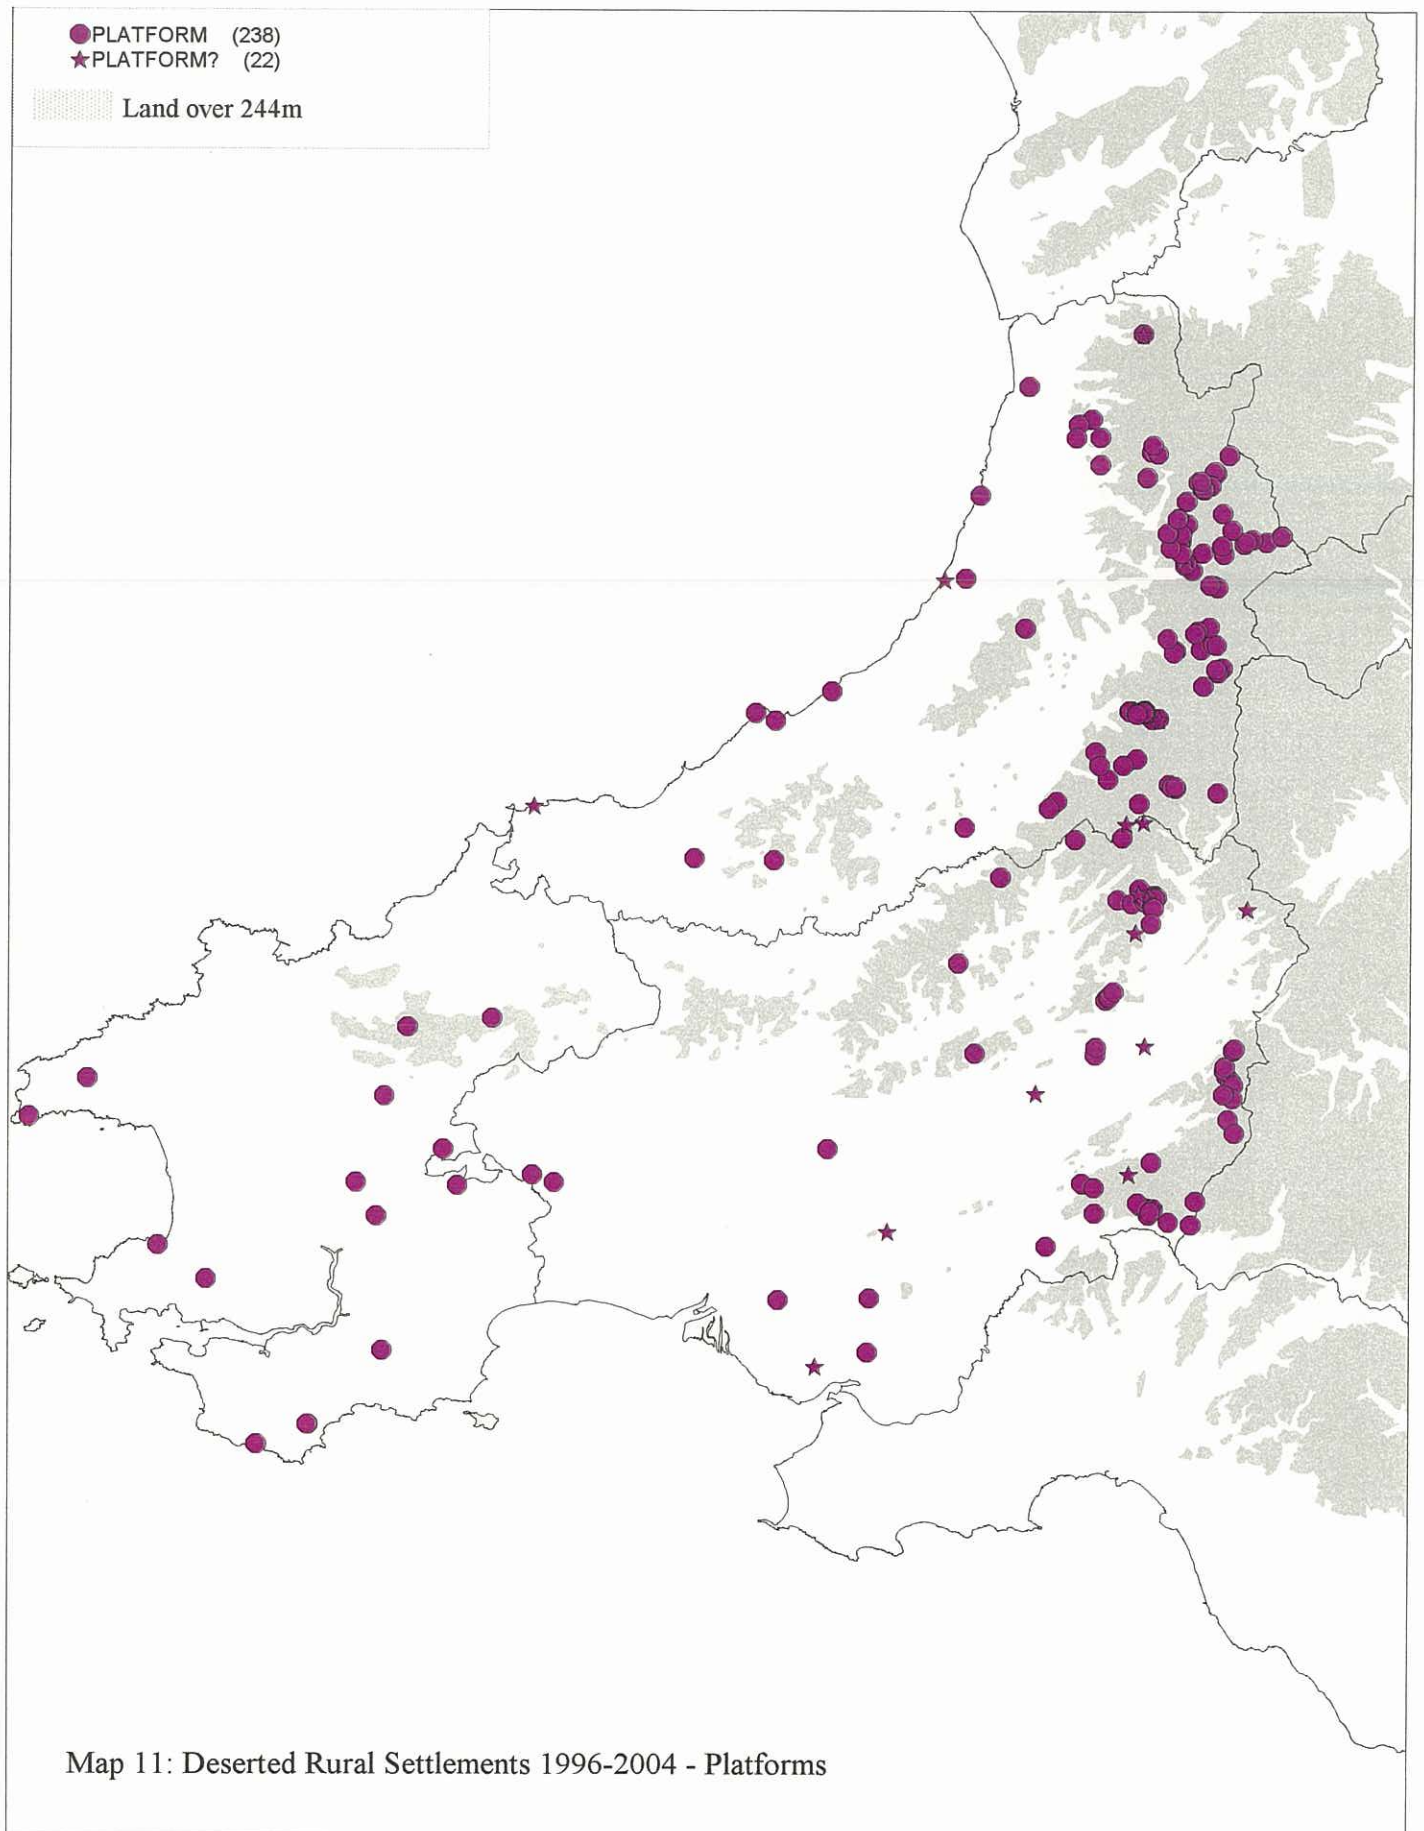 PLATFORM (238)
PLATFORM? (22)
Land over 244m
Map 11: Deserted Rural Settlements 1996-2004 - Platforms